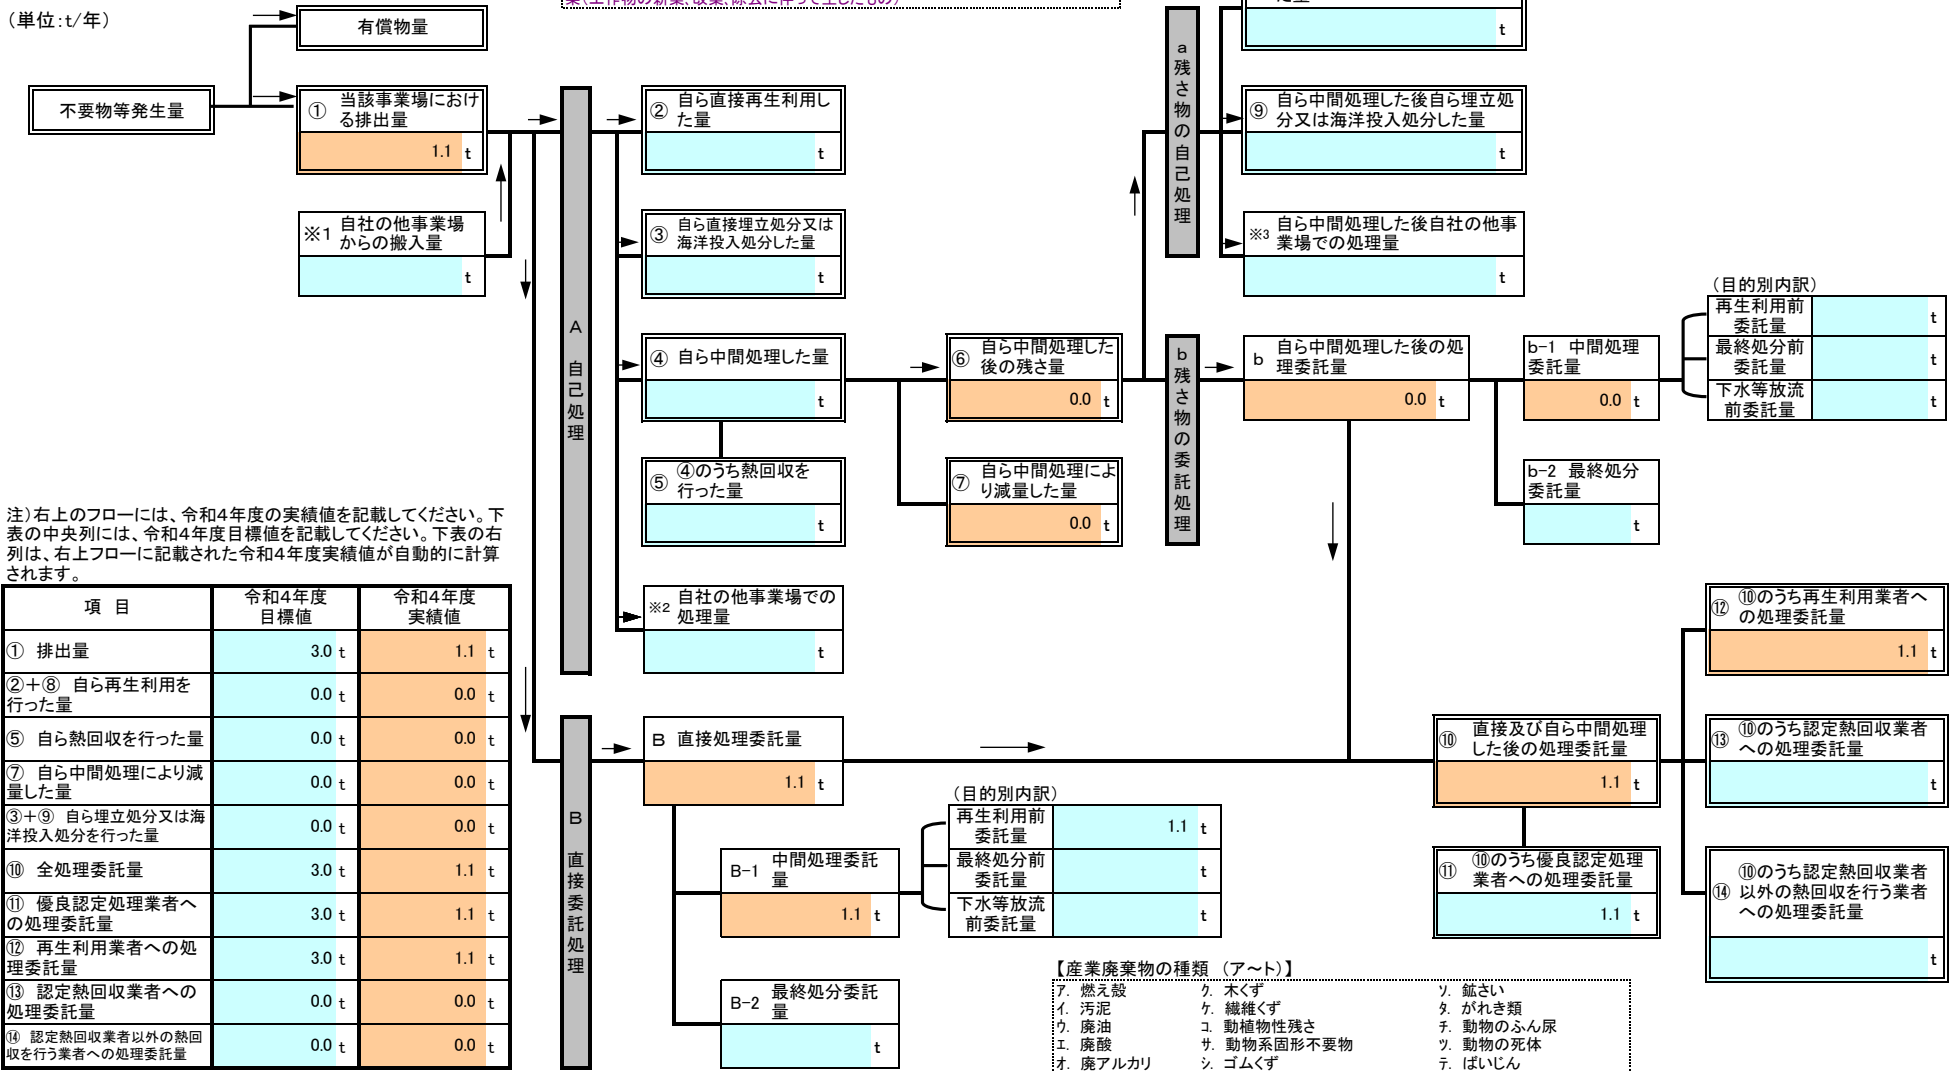 (単位:t/年)
有償物量
不要物等発生量
① 当該事業場におけ
る排出量
1.1 t
※1 自社の他事業場
からの搬入量
t
A 自己処理
② 自ら直接再生利用し
た量
t
③ 自ら直接埋立処分又は
海洋投入処分した量
t
④ 自ら中間処理した量
t
⑤ ④のうち熱回収を
行った量
t
※2 自社の他事業場での
処理量
t
⑥ 自ら中間処理した
後の残さ量
0.0 t
⑦ 自ら中間処理によ
り減量した量
0.0 t
a 残さ物の自己処理
t
⑨ 自ら中間処理した後自ら埋立処
分又は海洋投入処分した量
t
※3 自ら中間処理した後自社の他事
業場での処理量
t
b 残さ物の委託処理
b 自ら中間処理した後の処
理委託量
0.0 t
b-1 中間処理
委託量
0.0 t
b-2 最終処分
委託量
t
(目的別内訳)
再生利用前
委託量
t
最終処分前
委託量
t
下水等放流
前委託量
t
注)右上のフローには、令和4年度の実績値を記載してください。下
表の中央列には、令和4年度目標値を記載してください。下表の右
列は、右上フローに記載された令和4年度実績値が自動的に計算
されます。
項 目 令和4年度
目標値 令和4年度
実績値
① 排出量 3.0 t 1.1 t
②+⑧ 自ら再生利用を
行った量 0.0 t 0.0 t
⑤ 自ら熱回収を行った量 0.0 t 0.0 t
⑦ 自ら中間処理により減
量した量 0.0 t 0.0 t
③+⑨ 自ら埋立処分又は海
洋投入処分を行った量 0.0 t 0.0 t
⑩ 全処理委託量 3.0 t 1.1 t
⑪ 優良認定処理業者へ
の処理委託量 3.0 t 1.1 t
⑫ 再生利用業者への処
理委託量 3.0 t 1.1 t
⑬ 認定熱回収業者への
処理委託量 0.0 t 0.0 t
⑭ 認定熱回収業者以外の熱回
収を行う業者への処理委託量 0.0 t 0.0 t
B 直接委託処理
B 直接処理委託量
1.1 t
B-1 中間処理委託
量
1.1 t
B-2 最終処分委託
量
t
(目的別内訳)
再生利用前
委託量
1.1 t
最終処分前
委託量
t
下水等放流
前委託量
t
⑩ 直接及び自ら中間処理
した後の処理委託量
1.1 t
⑪ ⑩のうち優良認定処理
業者への処理委託量
1.1 t
⑫ ⑩のうち再生利用業者へ
の処理委託量
1.1 t
⑬ ⑩のうち認定熱回収業者
への処理委託量
t
⑭ ⑩のうち認定熱回収業者
以外の熱回収を行う業者
への処理委託量
t
【産業廃棄物の種類 (ア~ト)】
ア. 燃え殻 ク. 木くず ソ. 鉱さい
イ. 汚泥 ケ. 繊維くず タ. がれき類
ウ. 廃油 コ. 動植物性残さ チ. 動物のふん尿
エ. 廃酸 サ. 動物系固形不要物 ツ. 動物の死体
オ. 廃アルカリ シ. ゴムくず テ. ばいじん